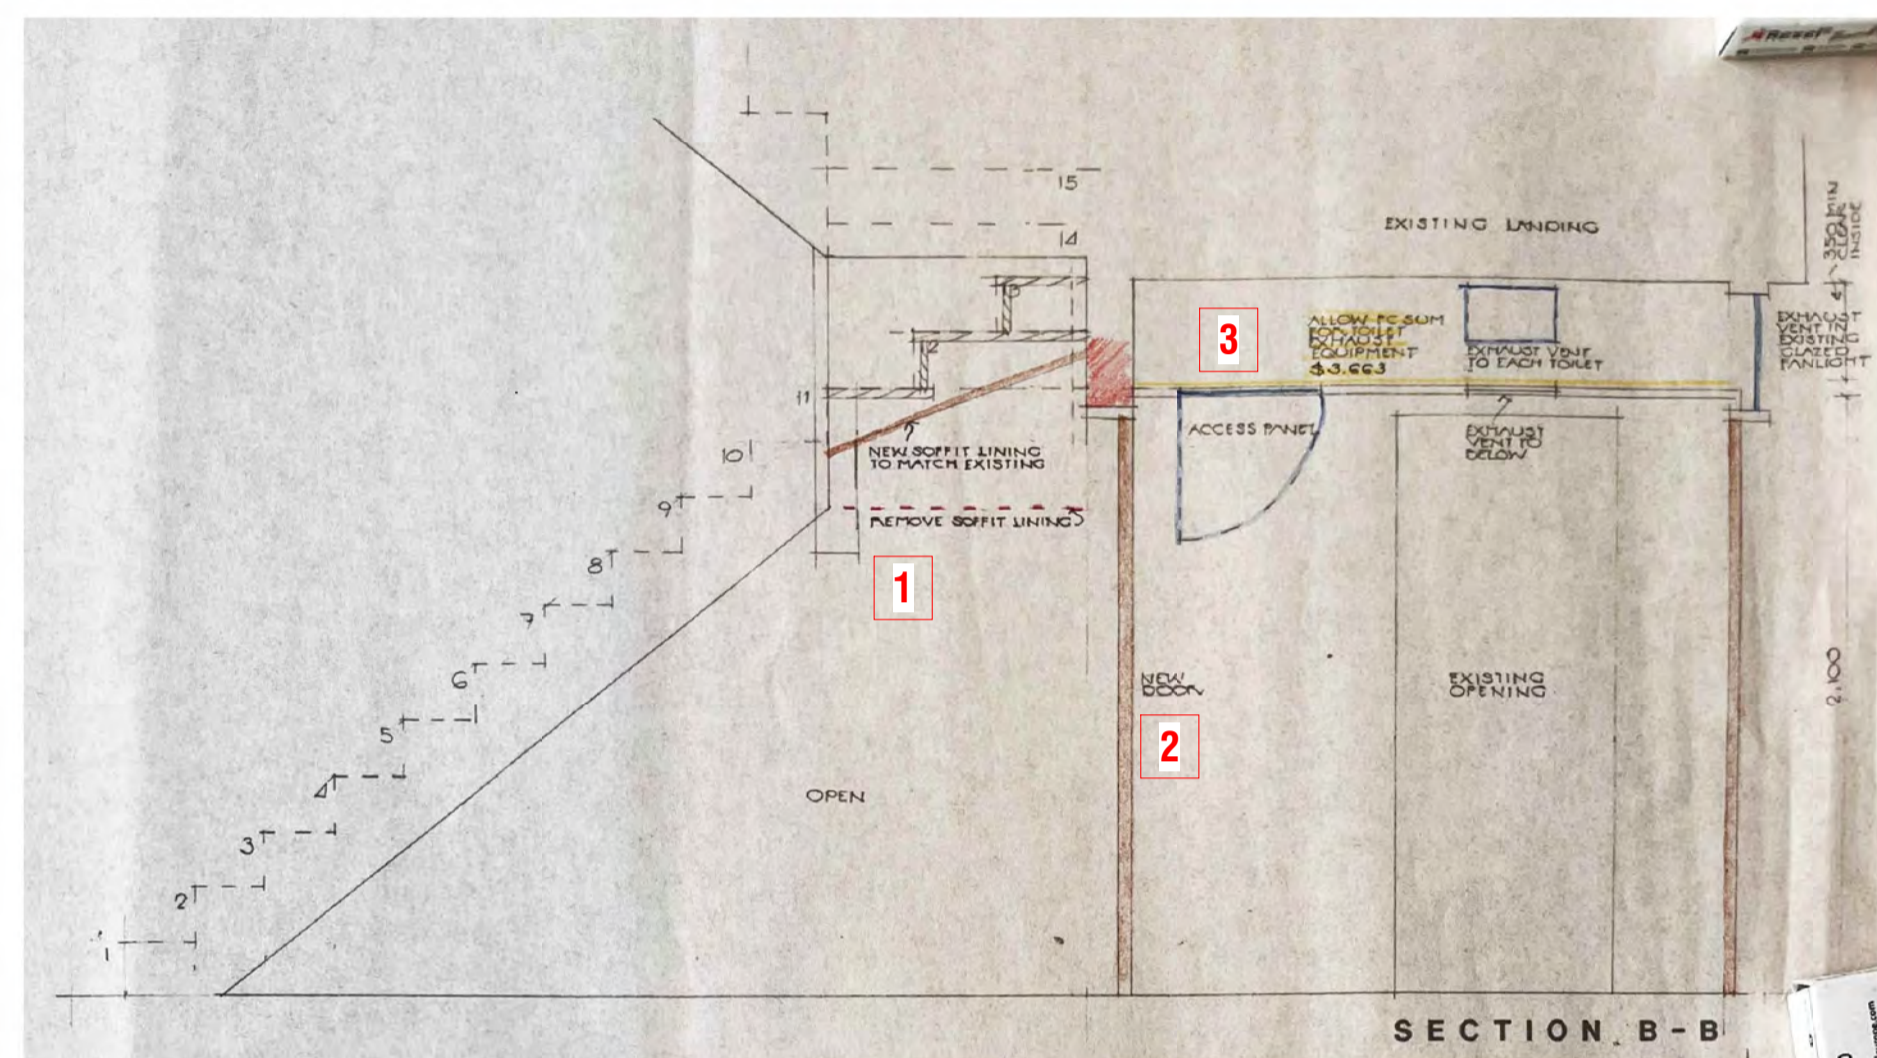 Rexel
15
14
EXISTING LANDING
350 MIN
CLEAR
INSIDE
3
ALLOW PC SUM
FOR TOILET
EXHAUST
EQUIPMENT
$3.663
EXHAUST VENT
TO EACH TOILET
EXHAUST
VENT IN
EXISTING
GLAZED
FANLIGHT
12
11
ACCESS PANEL
EXHAUST
VENT TO
BELOW
10
NEW SOFFIT LINING
TO MATCH EXISTING
9
REMOVE SOFFIT LINING
8
1
7
6
NEW
DOOR
EXISTING
OPENING
2.100
5
2
4
OPEN
3
2
1
SECTION B-B